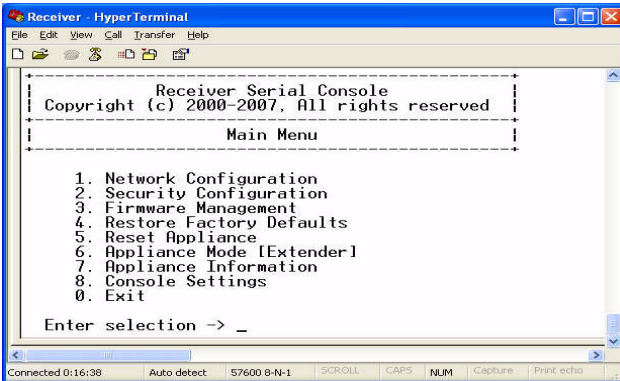 Receiver - HyperTerminal
File Edit View Call Transfer Help
Receiver Serial Console
Copyright (c) 2000-2007, All rights reserved
Main Menu
1. Network Configuration
2. Security Configuration
3. Firmware Management
4. Restore Factory Defaults
5. Reset Appliance
6. Appliance Mode [Extender]
7. Appliance Information
8. Console Settings
0. Exit
Enter selection -> _
Connected 0:16:38 Auto detect 57600 8-N-1 SCROLL CAPS NUM Capture Print echo